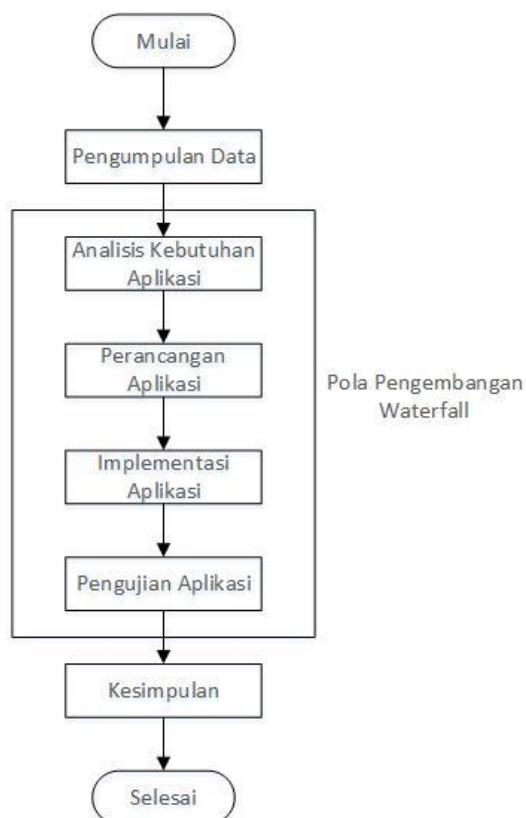 Mulai
Pengumpulan Data
Analisis Kebutuhan
Aplikasi
Perancangan
Aplikasi
Pola Pengembangan
Waterfall
Implementasi
Aplikasi
Pengujian Aplikasi
Kesimpulan
Selesai